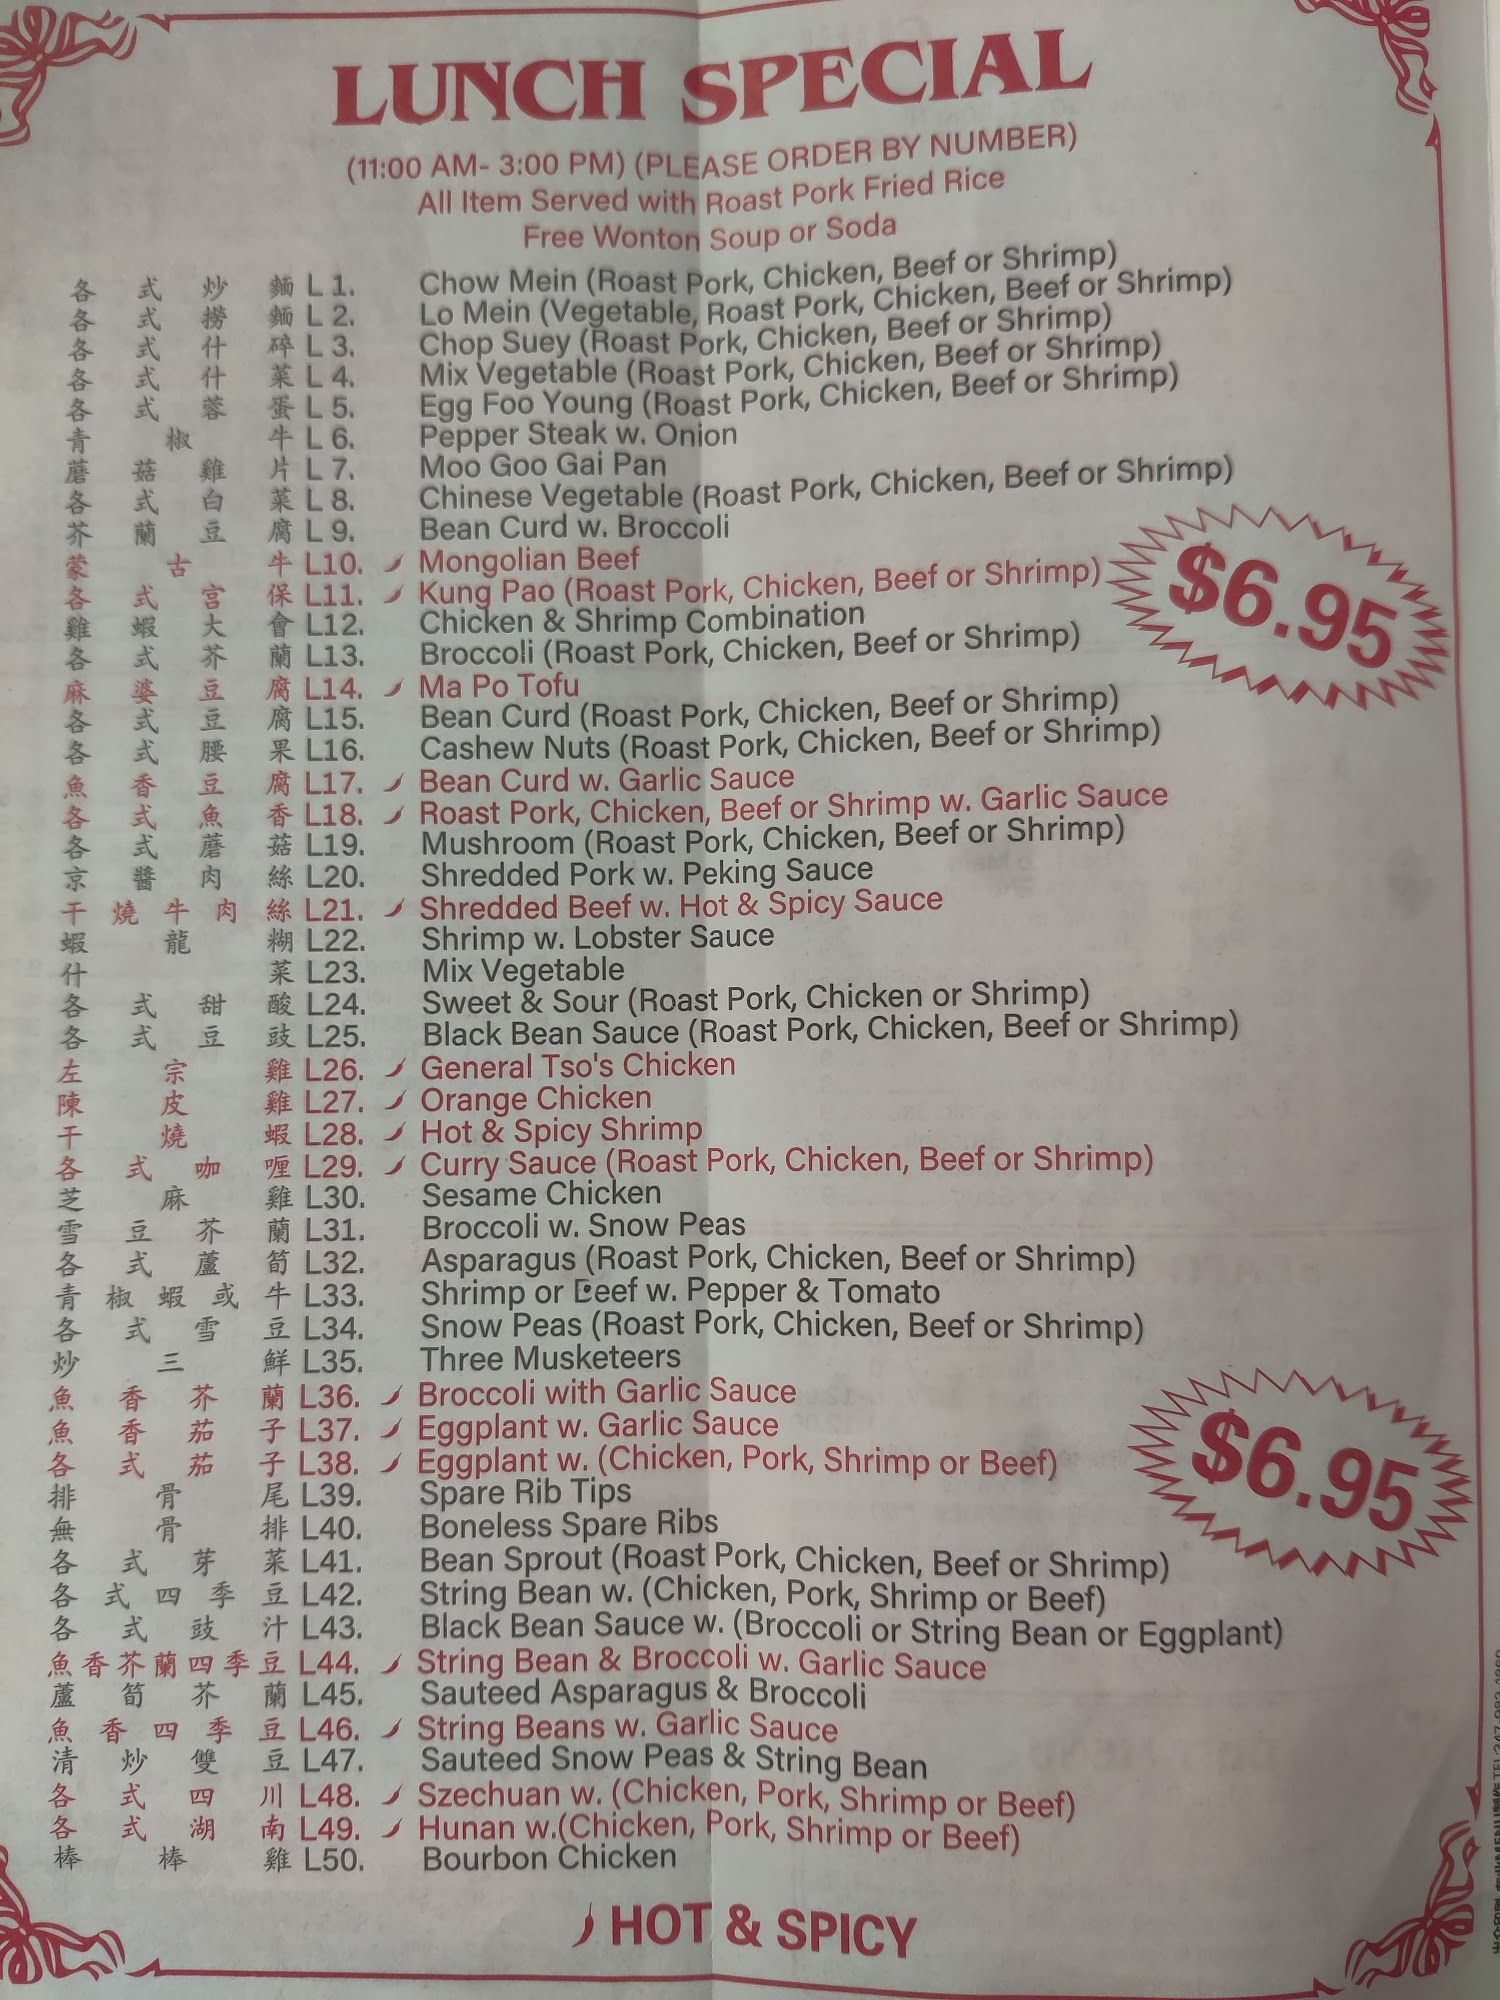 LUNCH SPECIAL
(11:00 AM- 3:00 PM) (PLEASE ORDER BY NUMBER)
All Item Served with Roast Pork Fried Rice
Free Wonton Soup or Soda
各式炒麵 L 1. Chow Mein (Roast Pork, Chicken, Beef or Shrimp)
各式撈麵 L 2. Lo Mein (Vegetable, Roast Pork, Chicken, Beef or Shrimp)
各式什碎 L 3. Chop Suey (Roast Pork, Chicken, Beef or Shrimp)
各式什菜 L 4. Mix Vegetable (Roast Pork, Chicken, Beef or Shrimp)
各式蓉蛋 L 5. Egg Foo Young (Roast Pork, Chicken, Beef or Shrimp)
青椒牛 L 6. Pepper Steak w. Onion
蘑菇雞片 L 7. Moo Goo Gai Pan
各式白菜 L 8. Chinese Vegetable (Roast Pork, Chicken, Beef or Shrimp)
芥蘭豆腐 L 9. Bean Curd w. Broccoli
蒙古牛 L10. Mongolian Beef
各式宮保 L11. Kung Pao (Roast Pork, Chicken, Beef or Shrimp)
$6.95
雞蝦大會 L12. Chicken & Shrimp Combination
各式芥蘭 L13. Broccoli (Roast Pork, Chicken, Beef or Shrimp)
麻婆豆腐 L14. Ma Po Tofu
各式豆腐 L15. Bean Curd (Roast Pork, Chicken, Beef or Shrimp)
各式腰果 L16. Cashew Nuts (Roast Pork, Chicken, Beef or Shrimp)
魚香豆腐 L17. Bean Curd w. Garlic Sauce
各式魚香 L18. Roast Pork, Chicken, Beef or Shrimp w. Garlic Sauce
各式蘑菇 L19. Mushroom (Roast Pork, Chicken, Beef or Shrimp)
京醬肉絲 L20. Shredded Pork w. Peking Sauce
干燒牛肉絲 L21. Shredded Beef w. Hot & Spicy Sauce
蝦龍糊 L22. Shrimp w. Lobster Sauce
什菜 L23. Mix Vegetable
各式甜酸 L24. Sweet & Sour (Roast Pork, Chicken or Shrimp)
各式豆豉 L25. Black Bean Sauce (Roast Pork, Chicken, Beef or Shrimp)
左宗雞 L26. General Tso's Chicken
陳皮雞 L27. Orange Chicken
干燒蝦 L28. Hot & Spicy Shrimp
各式咖喱 L29. Curry Sauce (Roast Pork, Chicken, Beef or Shrimp)
芝麻雞 L30. Sesame Chicken
雪豆芥蘭 L31. Broccoli w. Snow Peas
各式蘆筍 L32. Asparagus (Roast Pork, Chicken, Beef or Shrimp)
青椒蝦或牛 L33. Shrimp or Beef w. Pepper & Tomato
各式雪豆 L34. Snow Peas (Roast Pork, Chicken, Beef or Shrimp)
炒三鮮 L35. Three Musketeers
魚香芥蘭 L36. Broccoli with Garlic Sauce
魚香茄子 L37. Eggplant w. Garlic Sauce
各式茄子 L38. Eggplant w. (Chicken, Pork, Shrimp or Beef)
$6.95
排骨尾 L39. Spare Rib Tips
無骨排 L40. Boneless Spare Ribs
各式芽菜 L41. Bean Sprout (Roast Pork, Chicken, Beef or Shrimp)
各式四季豆 L42. String Bean w. (Chicken, Pork, Shrimp or Beef)
各式豉汁 L43. Black Bean Sauce w. (Broccoli or String Bean or Eggplant)
魚香芥蘭四季豆 L44. String Bean & Broccoli w. Garlic Sauce
蘆筍芥蘭 L45. Sauteed Asparagus & Broccoli
魚香四季豆 L46. String Beans w. Garlic Sauce
清炒雙豆 L47. Sauteed Snow Peas & String Bean
各式四川 L48. Szechuan w. (Chicken, Pork, Shrimp or Beef)
各式湖南 L49. Hunan w.(Chicken, Pork, Shrimp or Beef)
棒棒雞 L50. Bourbon Chicken
HOT & SPICY